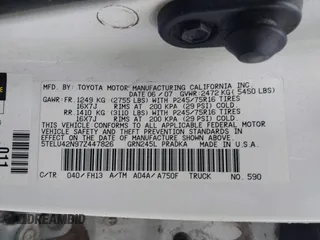 MFD. BY TOYOTA MOTOR MANUFACTURING CALIFORNIA INC.
DATE 06/07 GVWR: 2472 KG (5450 LBS)
GAWR: FR. 1249 KG (2755 LBS) WITH P245/75R16 TIRES
16X7J RIMS AT 200 KPA (29 PSI) COLD
RR. 1410 KG (3110 LBS) WITH P245/75R16 TIRES
16X7J RIMS AT 200 KPA (29 PSI) COLD
THIS VEHICLE CONFORMS TO ALL APPLICABLE FEDERAL MOTOR
VEHICLE SAFETY AND THEFT PREVENTION STANDARDS IN EFFECT
ON THE DATE OF MANUFACTURE SHOWN ABOVE.
5TELU42N97Z447826 GRN245L PRADKA MADE IN U.S.A.
C/TR 040/FH13 A/TM A04A/A750F TRUCK NO. 590
011
DREAMBID